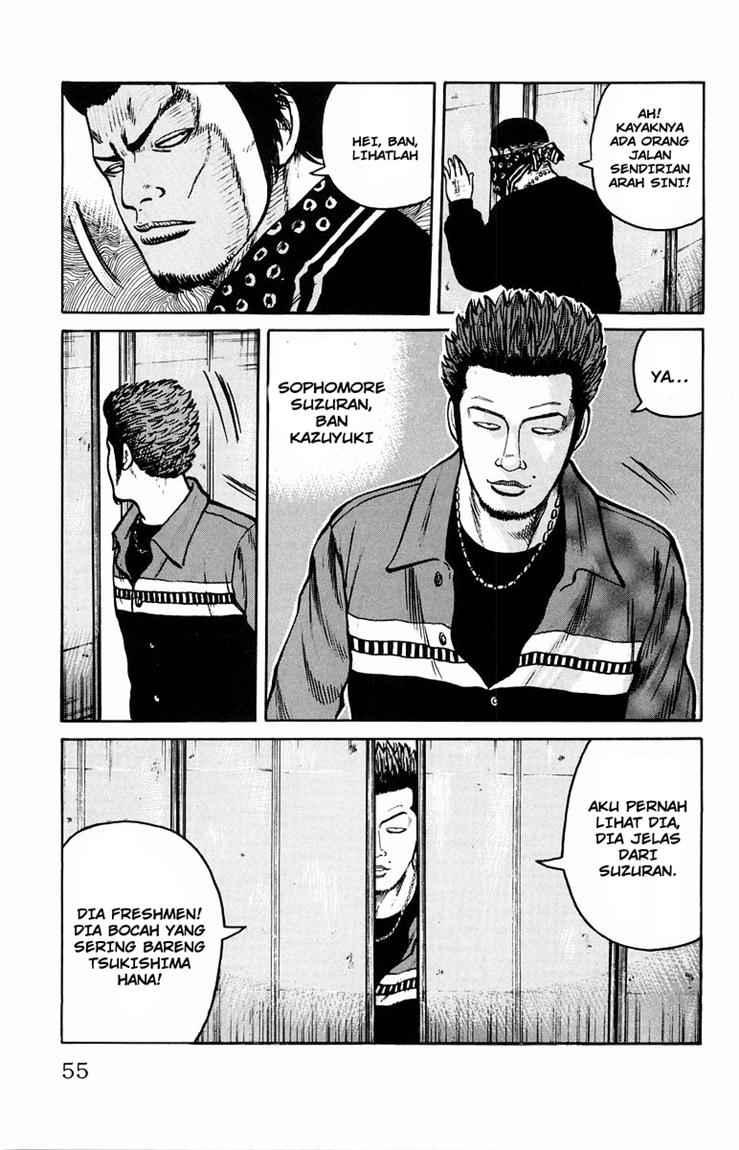 AH!
KAYAKNYA
ADA ORANG
JALAN
SENDIRIAN
ARAH SINI!
HEI, BAN,
LIHATLAH
YA...
SOPHOMORE
SUZURAN,
BAN
KAZUYUKI
AKU PERNAH
LIHAT DIA,
DIA JELAS
DARI
SUZURAN.
DIA FRESHMEN!
DIA BOCAH YANG
SERING BARENG
TSUKISHIMA
HANA!
55